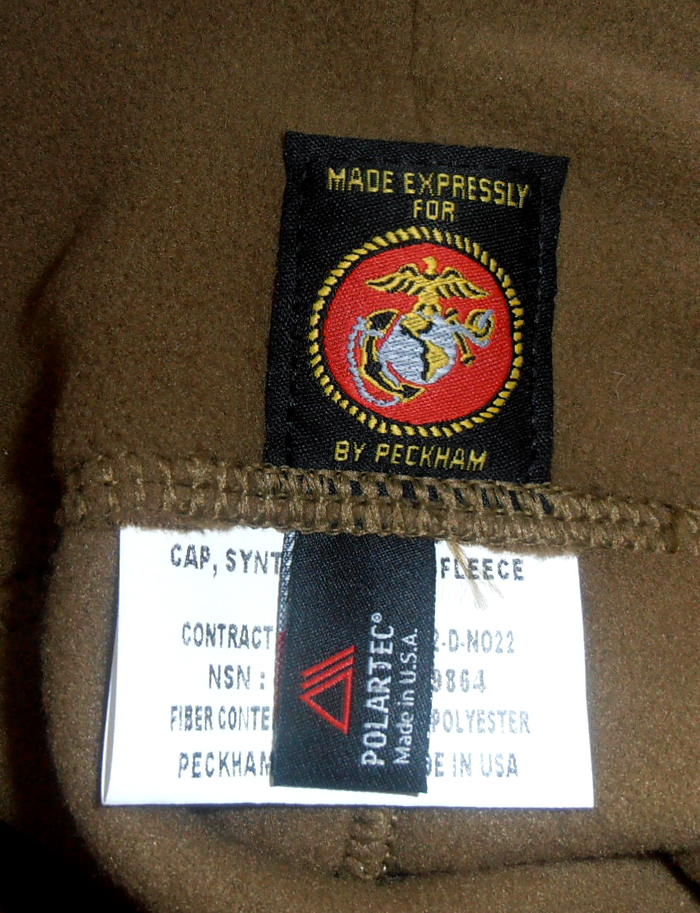 MADE EXPRESSLY
FOR
BY PECKHAM
CAP, SYNT FLEECE
CONTRACT 2-D-N022
NSN : 9864
FIBER CONTE POLYESTER
PECKHAM DE IN USA
POLARTEC®
Made in U.S.A.